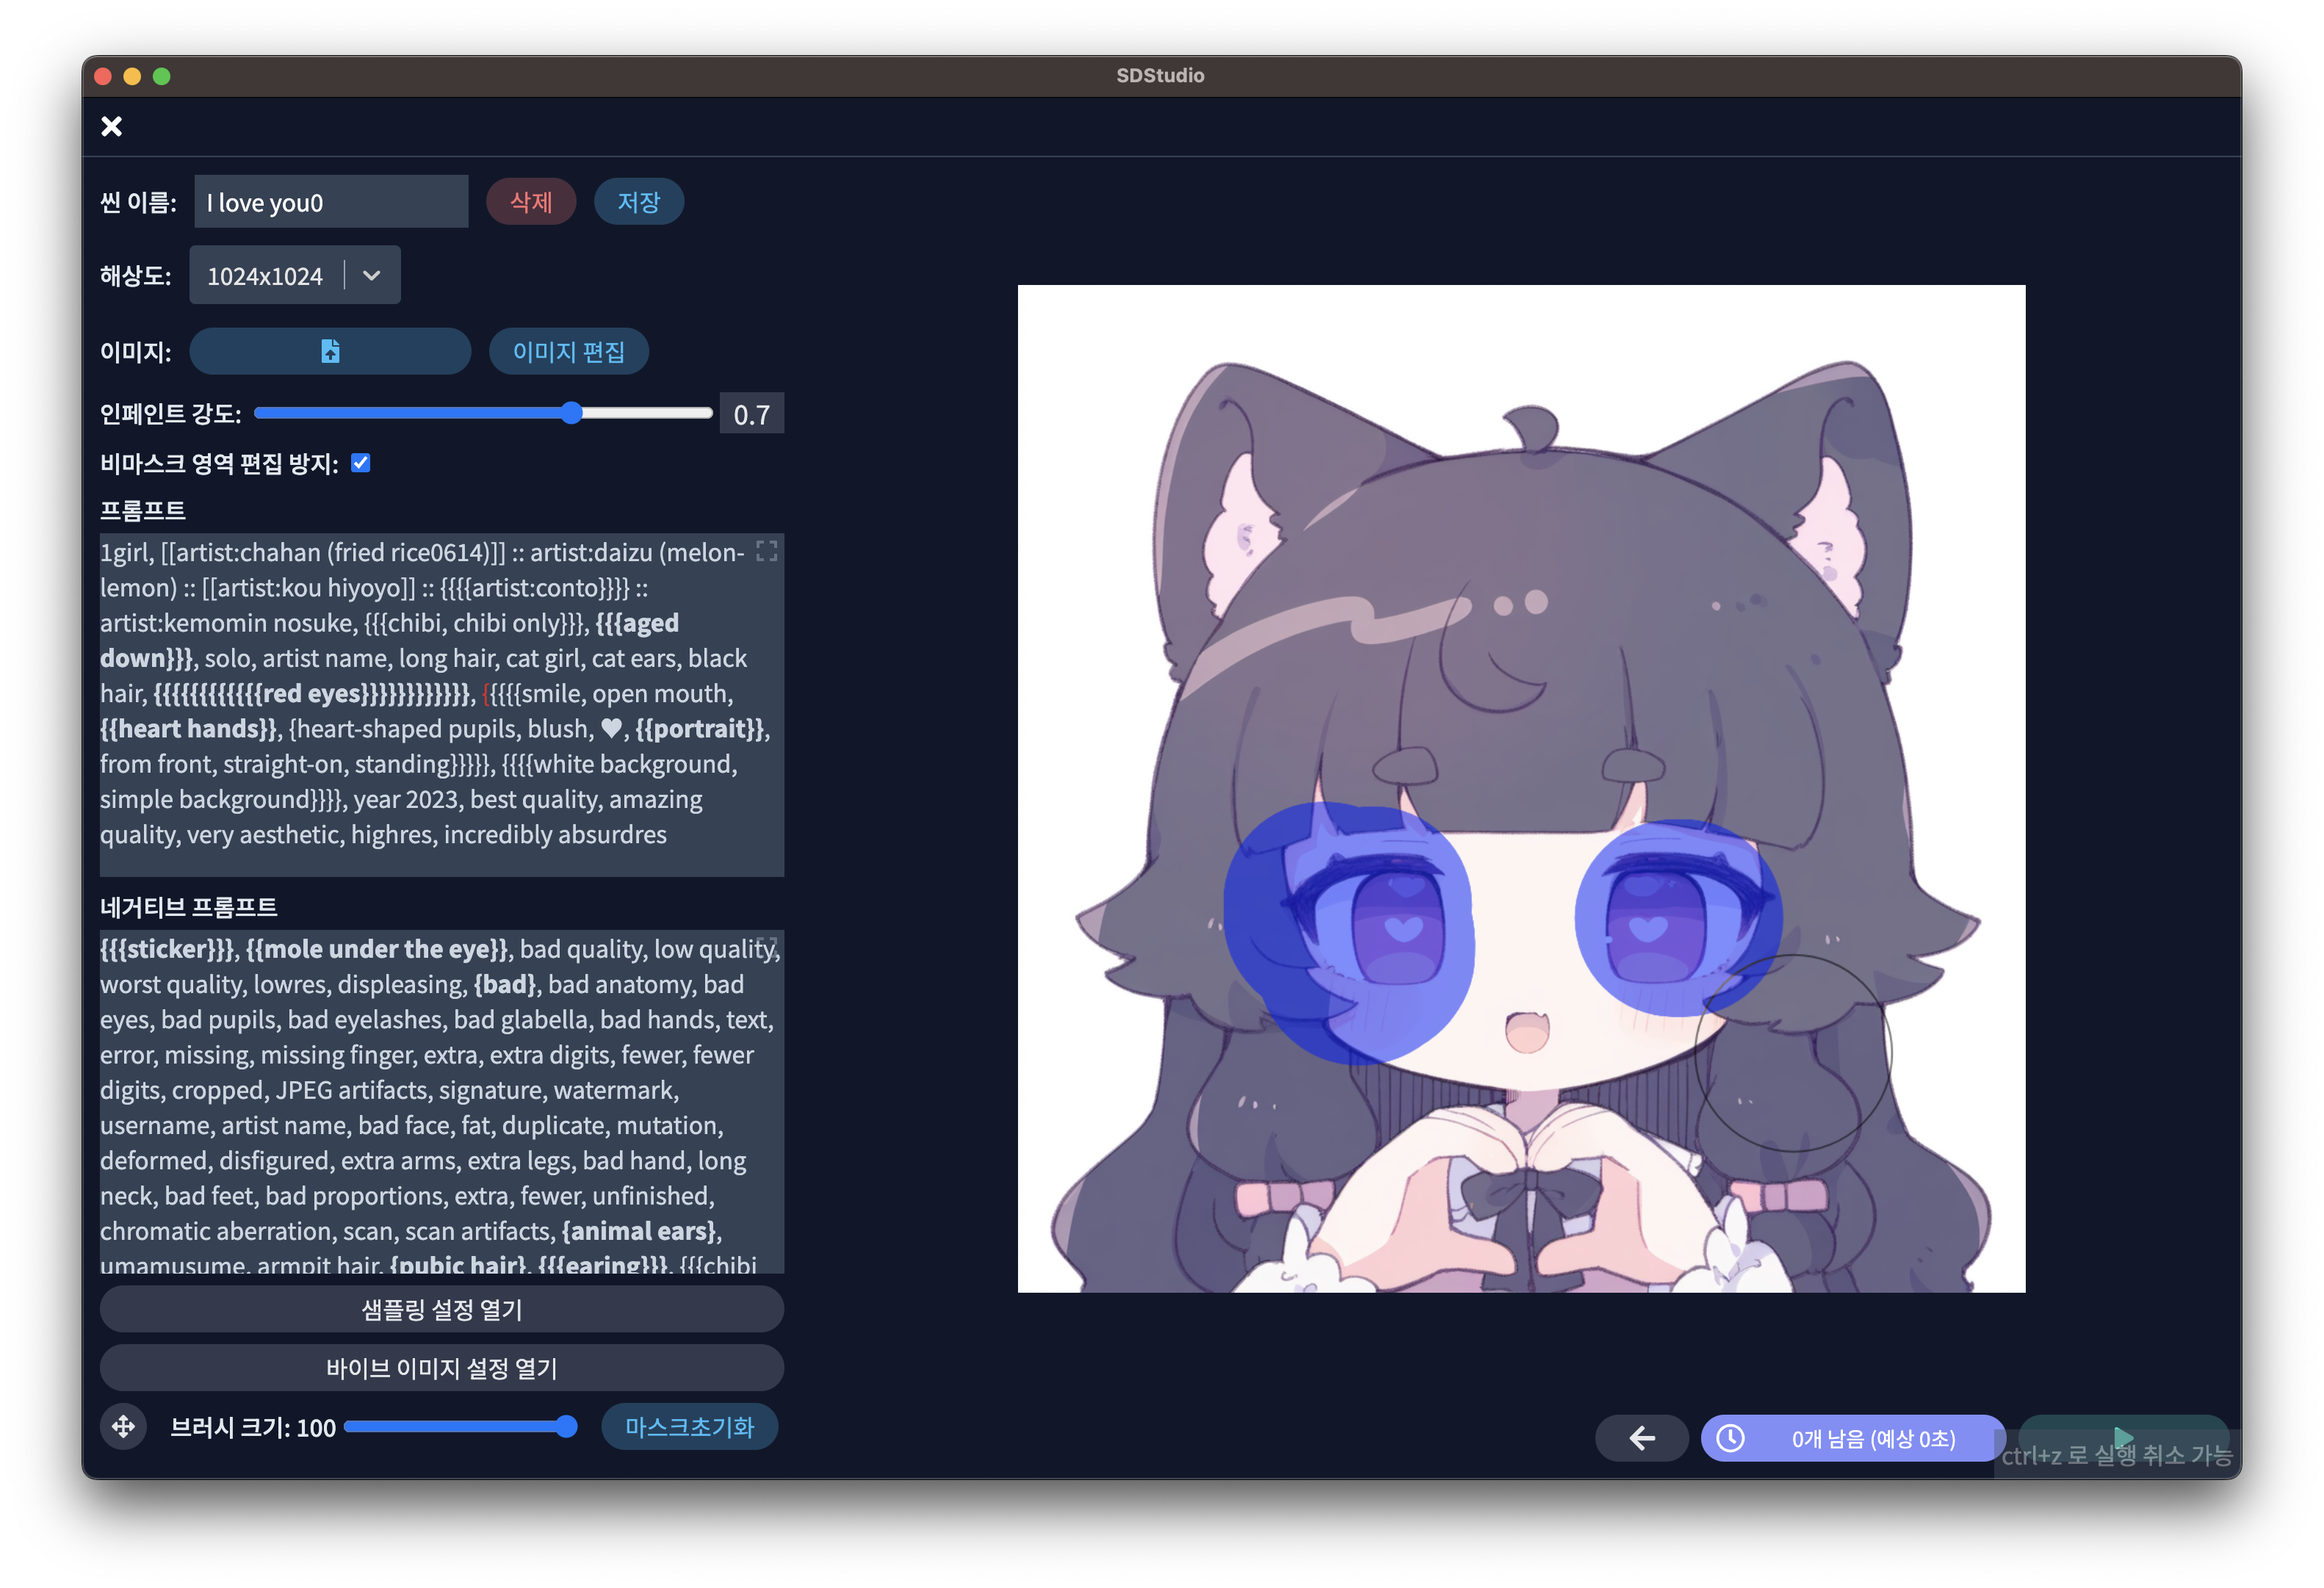 SDStudio
씬 이름: I love you0 삭제 저장
해상도: 1024x1024
이미지: 이미지 편집
인페인트 강도: 0.7
비마스크 영역 편집 방지:
프롬프트
1girl, [[artist:chahan (fried rice0614)]] :: artist:daizu (melon-
lemon) :: [[artist:kou hiyoyo]] :: {{{{artist:conto}}}} ::
artist:kemomin nosuke, {{{chibi, chibi only}}}, {{{aged
down}}}, solo, artist name, long hair, cat girl, cat ears, black
hair, {{{{{{{{{{{{red eyes}}}}}}}}}}}}, {{{{{smile, open mouth,
{{heart hands}}, {heart-shaped pupils, blush, ♥, {{portrait}},
from front, straight-on, standing}}}}}, {{{{white background,
simple background}}}}, year 2023, best quality, amazing
quality, very aesthetic, highres, incredibly absurdres
네거티브 프롬프트
{{{sticker}}}, {{mole under the eye}}, bad quality, low quality,
worst quality, lowres, displeasing, {bad}, bad anatomy, bad
eyes, bad pupils, bad eyelashes, bad glabella, bad hands, text,
error, missing, missing finger, extra, extra digits, fewer, fewer
digits, cropped, JPEG artifacts, signature, watermark,
username, artist name, bad face, fat, duplicate, mutation,
deformed, disfigured, extra arms, extra legs, bad hand, long
neck, bad feet, bad proportions, extra, fewer, unfinished,
chromatic aberration, scan, scan artifacts, {animal ears},
umamusume, armpit hair, {pubic hair}, {{{earing}}}, {{{chibi
샘플링 설정 열기
바이브 이미지 설정 열기
브러시 크기: 100 마스크초기화
0개 남음 (예상 0초)
ctrl+z 로 실행 취소 가능